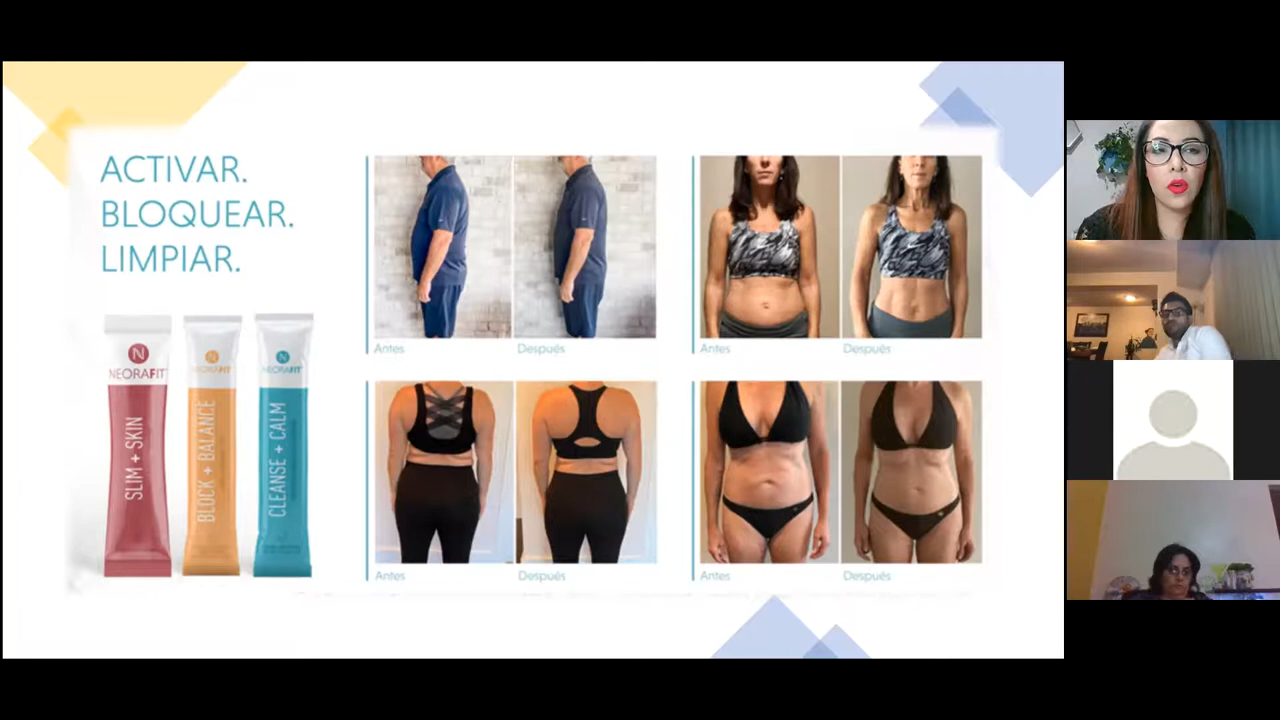 ACTIVAR.
BLOQUEAR.
LIMPIAR.
N
NEORAFIT
SLIM + SKIN
NEORAFIT
BLOCK + BALANCE
NEORAFIT
CLEANSE + CALM
Antes
Después
Antes
Después
Antes
Después
Antes
Después